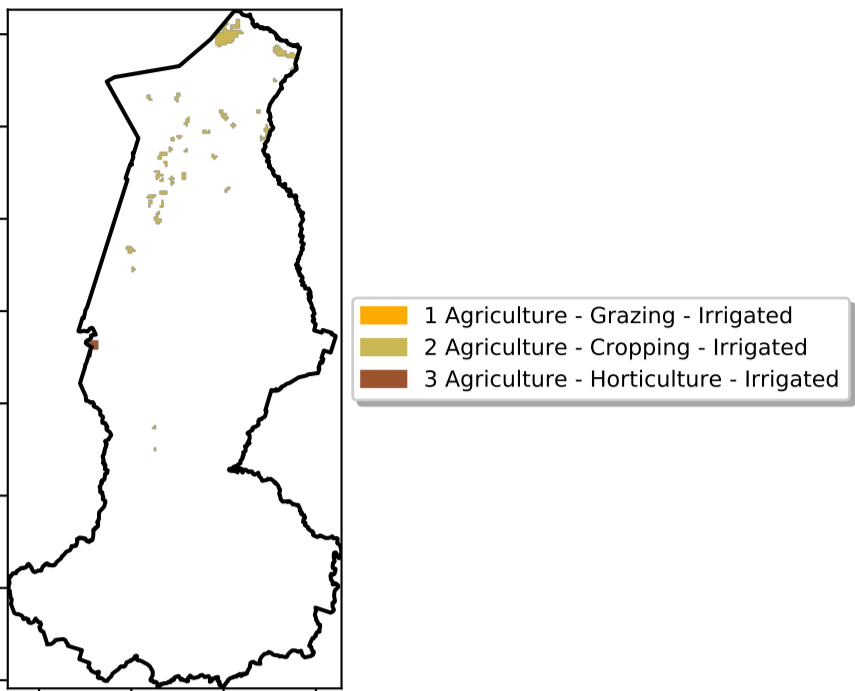 1 Agriculture - Grazing - Irrigated
2 Agriculture - Cropping - Irrigated
3 Agriculture - Horticulture - Irrigated